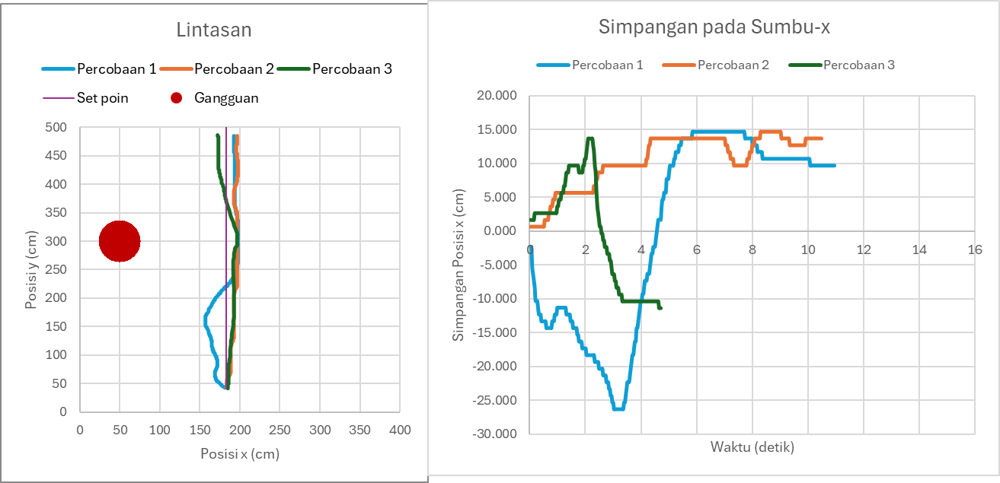 Lintasan
Percobaan 1 Percobaan 2 Percobaan 3
Set poin Gangguan
500
450
400
350
300
250
200
150
100
50
0
0 50 100 150 200 250 300 350 400
Posisi y (cm)
Posisi x (cm)
Simpangan pada Sumbu-x
Percobaan 1 Percobaan 2 Percobaan 3
20.000
15.000
10.000
5.000
0.000
-5.000
-10.000
-15.000
-20.000
-25.000
-30.000
0 2 4 6 8 10 12 14 16
Simpangan Posisi x (cm)
Waktu (detik)